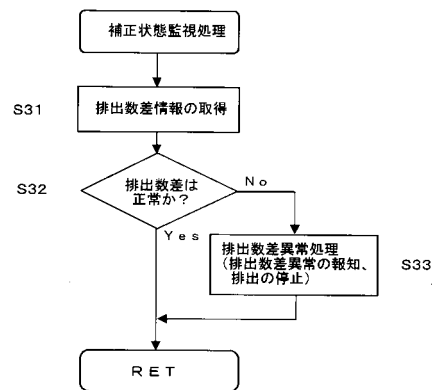 補正状態監視処理
S31
排出数差情報の取得
S32
排出数差は
正常か？
No
Yes
排出数差異常処理
（排出数差異常の報知、
排出の停止）
S33
RET